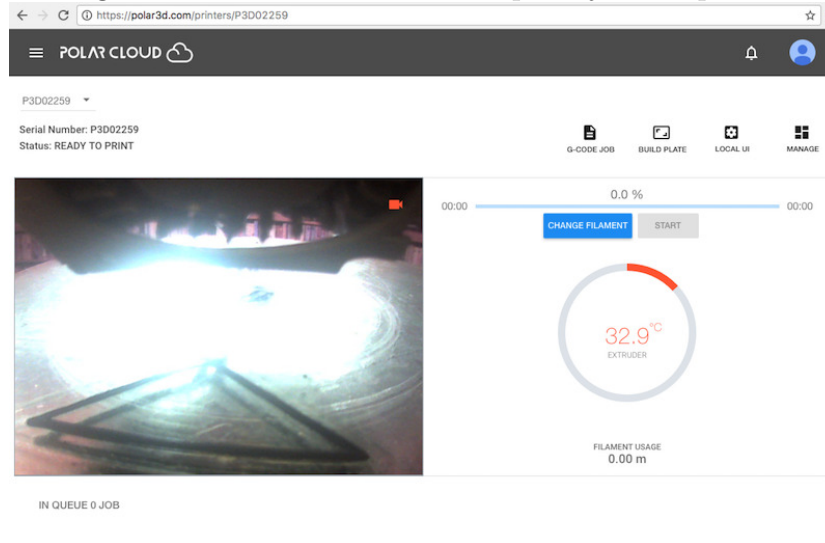 https://polar3d.com/printers/P3D02259
POLAR CLOUD
P3D02259
Serial Number: P3D02259
Status: READY TO PRINT
G-CODE JOB
BUILD PLATE
LOCAL UI
MANAGE
0.0 %
00:00
00:00
CHANGE FILAMENT
START
32.9°C
EXTRUDER
FILAMENT USAGE
0.00 m
IN QUEUE 0 JOB